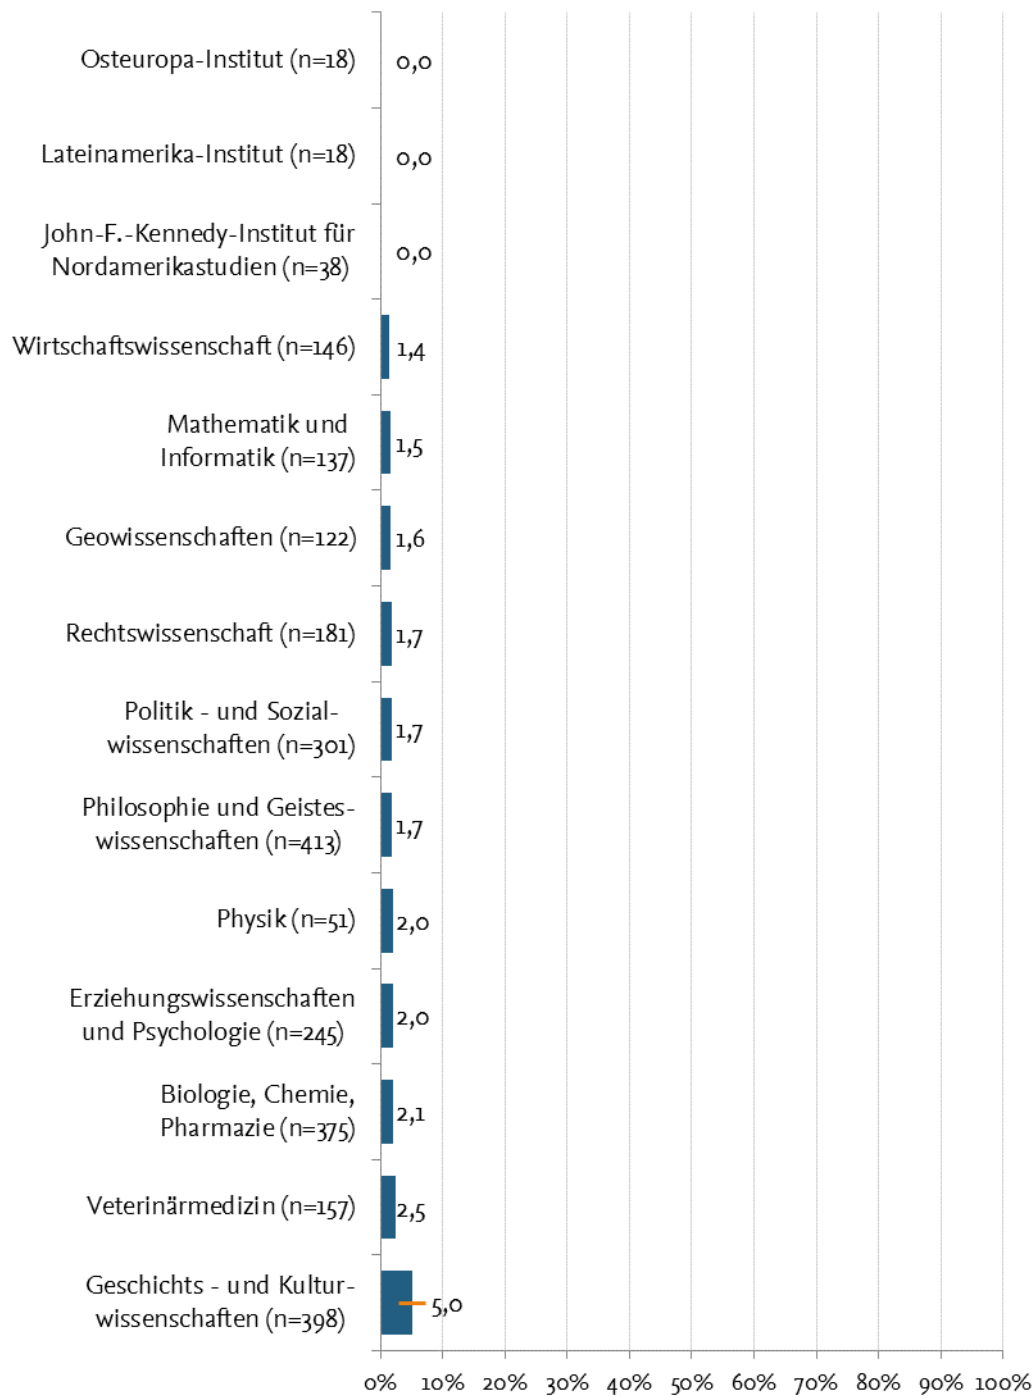 Osteuropa-Institut (n=18)
0,0
Lateinamerika-Institut (n=18)
0,0
John-F.-Kennedy-Institut für
Nordamerikastudien (n=38)
0,0
Wirtschaftswissenschaft (n=146)
1,4
Mathematik und
Informatik (n=137)
1,5
Geowissenschaften (n=122)
1,6
Rechtswissenschaft (n=181)
1,7
Politik - und Sozial-
wissenschaften (n=301)
1,7
Philosophie und Geistes-
wissenschaften (n=413)
1,7
Physik (n=51)
2,0
Erziehungswissenschaften
und Psychologie (n=245)
2,0
Biologie, Chemie,
Pharmazie (n=375)
2,1
Veterinärmedizin (n=157)
2,5
Geschichts - und Kultur-
wissenschaften (n=398)
5,0
0% 10% 20% 30% 40% 50% 60% 70% 80% 90% 100%